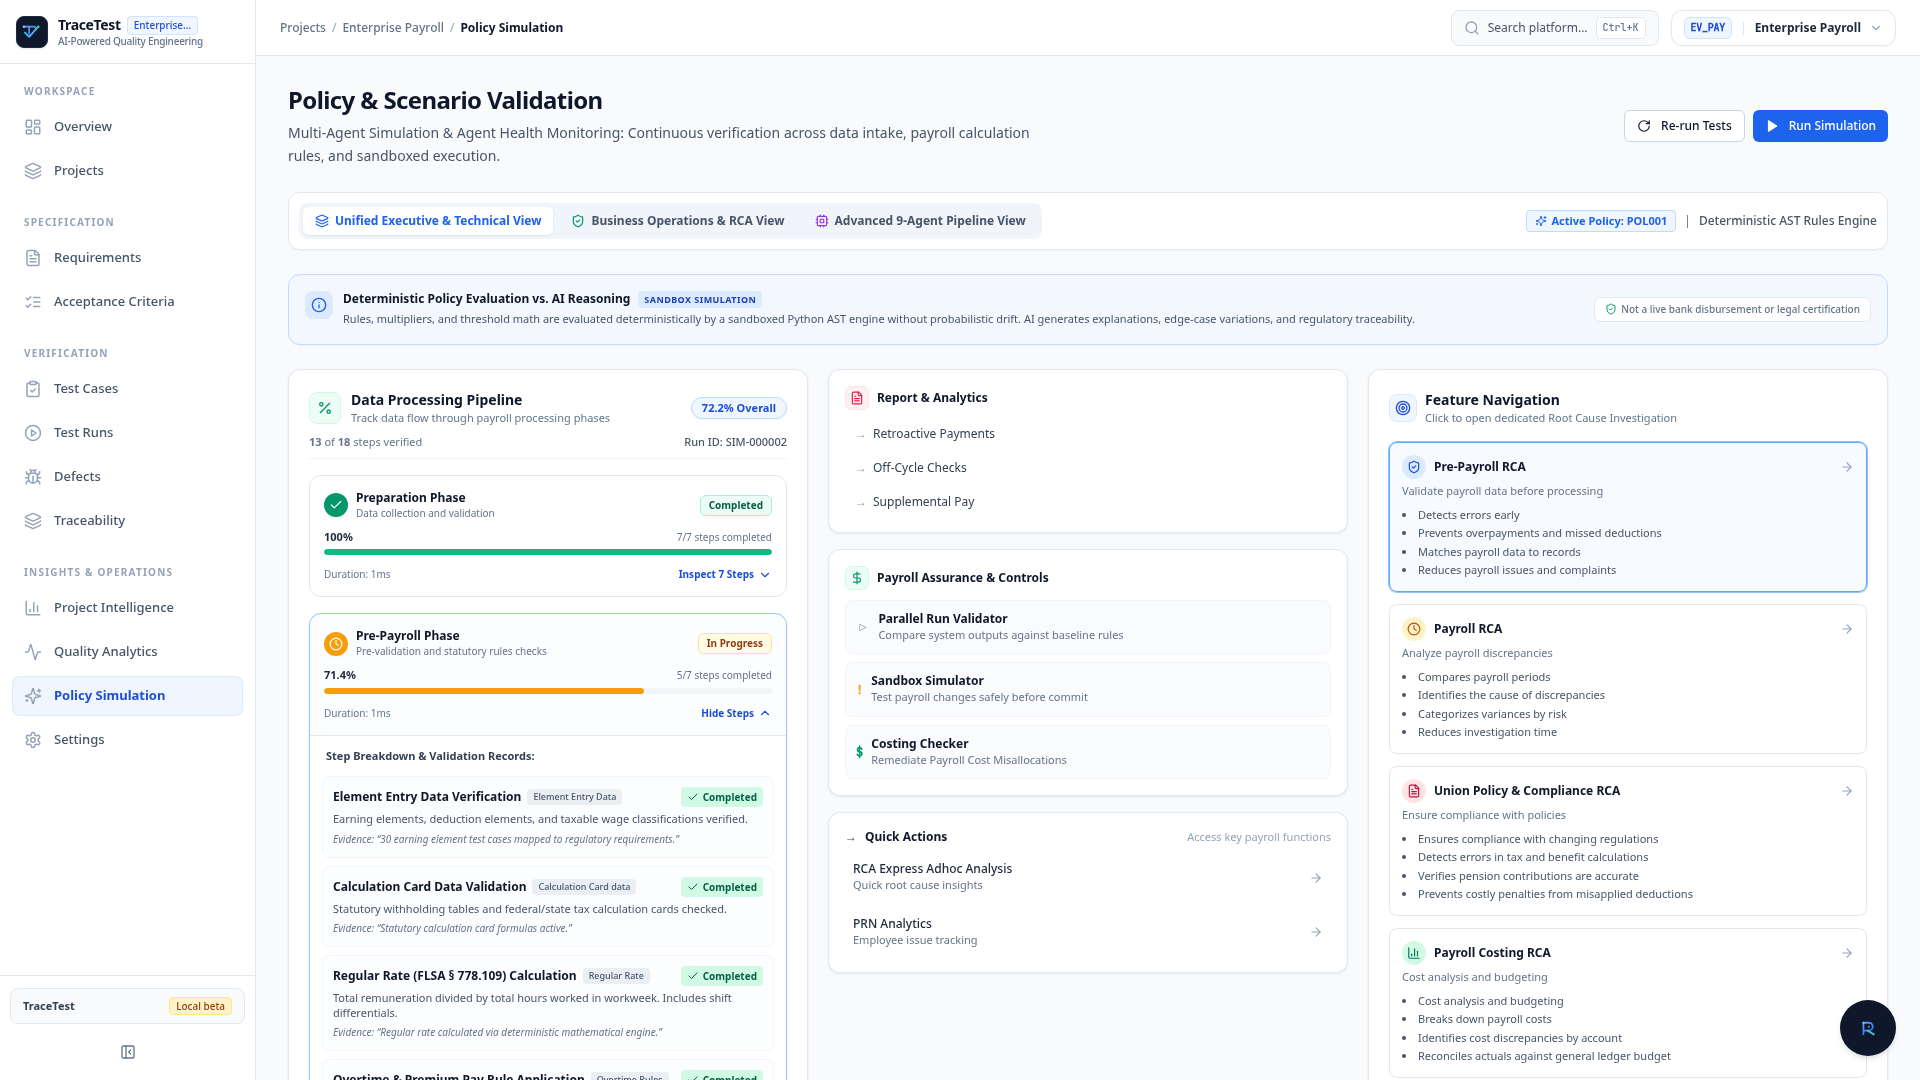 TraceTest
Enterprise...
AI-Powered Quality Engineering
WORKSPACE
Overview
Projects
SPECIFICATION
Requirements
Acceptance Criteria
VERIFICATION
Test Cases
Test Runs
Defects
Traceability
INSIGHTS & OPERATIONS
Project Intelligence
Quality Analytics
Policy Simulation
Settings
TraceTest
Local beta
Projects / Enterprise Payroll / Policy Simulation
Search platform...
Ctrl+K
EV_PAY
Enterprise Payroll
Policy & Scenario Validation
Multi-Agent Simulation & Agent Health Monitoring: Continuous verification across data intake, payroll calculation
rules, and sandboxed execution.
Re-run Tests
Run Simulation
Unified Executive & Technical View
Business Operations & RCA View
Advanced 9-Agent Pipeline View
Active Policy: POL001
| Deterministic AST Rules Engine
Deterministic Policy Evaluation vs. AI Reasoning
SANDBOX SIMULATION
Rules, multipliers, and threshold math are evaluated deterministically by a sandboxed Python AST engine without probabilistic drift. AI generates explanations, edge-case variations, and regulatory traceability.
Not a live bank disbursement or legal certification
Data Processing Pipeline
Track data flow through payroll processing phases
72.2% Overall
13 of 18 steps verified
Run ID: SIM-000002
Preparation Phase
Data collection and validation
Completed
100%
7/7 steps completed
Duration: 1ms
Inspect 7 Steps
Pre-Payroll Phase
Pre-validation and statutory rules checks
In Progress
71.4%
5/7 steps completed
Duration: 1ms
Hide Steps
Step Breakdown & Validation Records:
Element Entry Data Verification
Element Entry Data
Completed
Earning elements, deduction elements, and taxable wage classifications verified.
Evidence: "30 earning element test cases mapped to regulatory requirements."
Calculation Card Data Validation
Calculation Card data
Completed
Statutory withholding tables and federal/state tax calculation cards checked.
Evidence: "Statutory calculation card formulas active."
Regular Rate (FLSA § 778.109) Calculation
Regular Rate
Completed
Total remuneration divided by total hours worked in workweek. Includes shift
differentials.
Evidence: "Regular rate calculated via deterministic mathematical engine."
Overtime & Premium Pay Rule Application
Overtime Rules
Completed
Report & Analytics
→ Retroactive Payments
→ Off-Cycle Checks
→ Supplemental Pay
Payroll Assurance & Controls
▷ Parallel Run Validator
Compare system outputs against baseline rules
! Sandbox Simulator
Test payroll changes safely before commit
$ Costing Checker
Remediate Payroll Cost Misallocations
→ Quick Actions
Access key payroll functions
RCA Express Adhoc Analysis
Quick root cause insights
PRN Analytics
Employee issue tracking
Feature Navigation
Click to open dedicated Root Cause Investigation
Pre-Payroll RCA
Validate payroll data before processing
• Detects errors early
• Prevents overpayments and missed deductions
• Matches payroll data to records
• Reduces payroll issues and complaints
Payroll RCA
Analyze payroll discrepancies
• Compares payroll periods
• Identifies the cause of discrepancies
• Categorizes variances by risk
• Reduces investigation time
Union Policy & Compliance RCA
Ensure compliance with policies
• Ensures compliance with changing regulations
• Detects errors in tax and benefit calculations
• Verifies pension contributions are accurate
• Prevents costly penalties from misapplied deductions
Payroll Costing RCA
Cost analysis and budgeting
• Cost analysis and budgeting
• Breaks down payroll costs
• Identifies cost discrepancies by account
• Reconciles actuals against general ledger budget